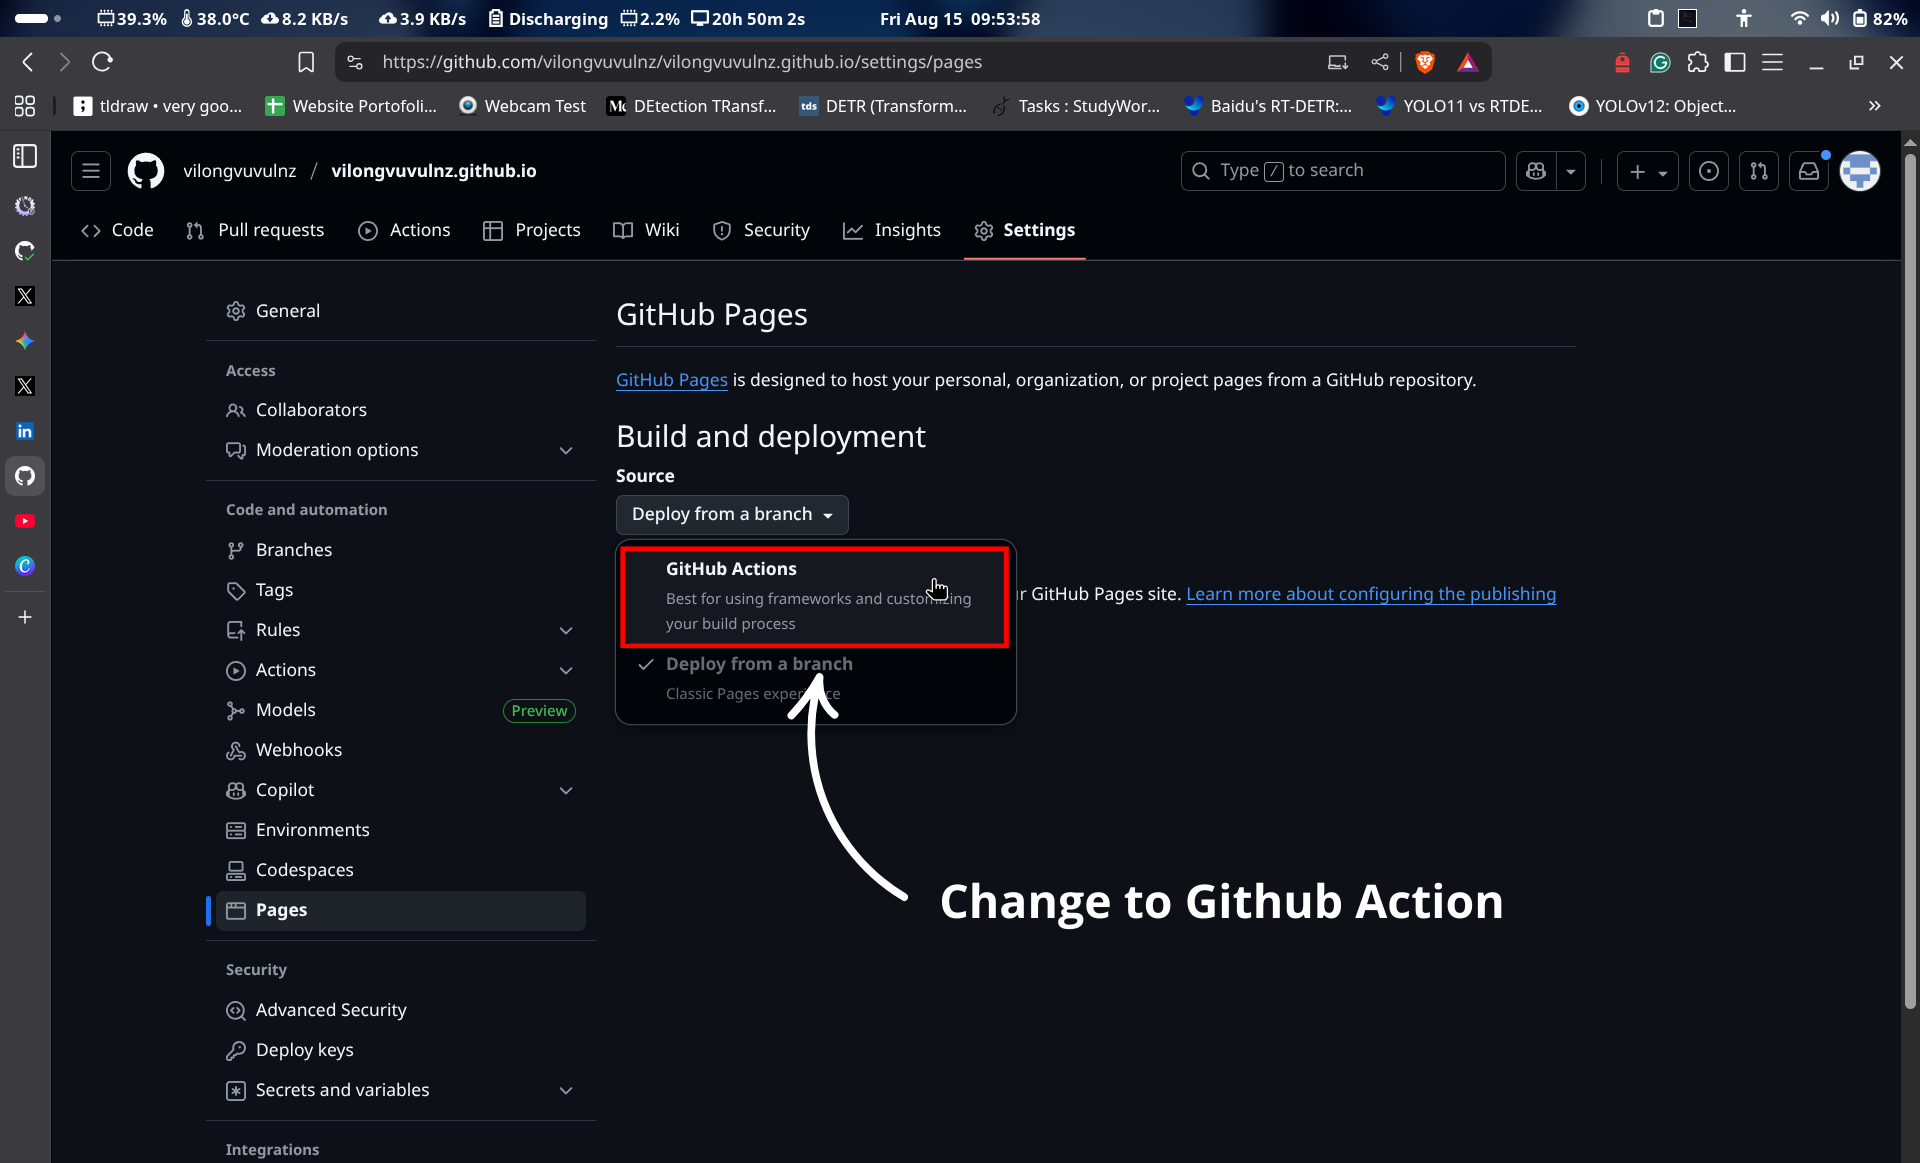 39.3% 38.0°C 8.2 KB/s 3.9 KB/s Discharging 2.2% 20h 50m 2s Fri Aug 15 09:53:58 82%
https://github.com/vilongvuvulnz/vilongvuvulnz.github.io/settings/pages
tldraw • very goo... Website Portofoli... Webcam Test DEtection TRansf... tds DETR (Transform... Tasks : StudyWor... Baidu's RT-DETR:... YOLO11 vs RTDE... YOLOv12: Object...
vilongvuvulnz / vilongvuvulnz.github.io Type / to search
Code Pull requests Actions Projects Wiki Security Insights Settings
General
Access
Collaborators
Moderation options
Code and automation
Branches
Tags
Rules
Actions
Models Preview
Webhooks
Copilot
Environments
Codespaces
Pages
Security
Advanced Security
Deploy keys
Secrets and variables
Integrations
GitHub Pages
GitHub Pages is designed to host your personal, organization, or project pages from a GitHub repository.
Build and deployment
Source
Deploy from a branch
GitHub Actions
Best for using frameworks and customizing
your build process
r GitHub Pages site. Learn more about configuring the publishing
Deploy from a branch
Classic Pages experience
Change to Github Action